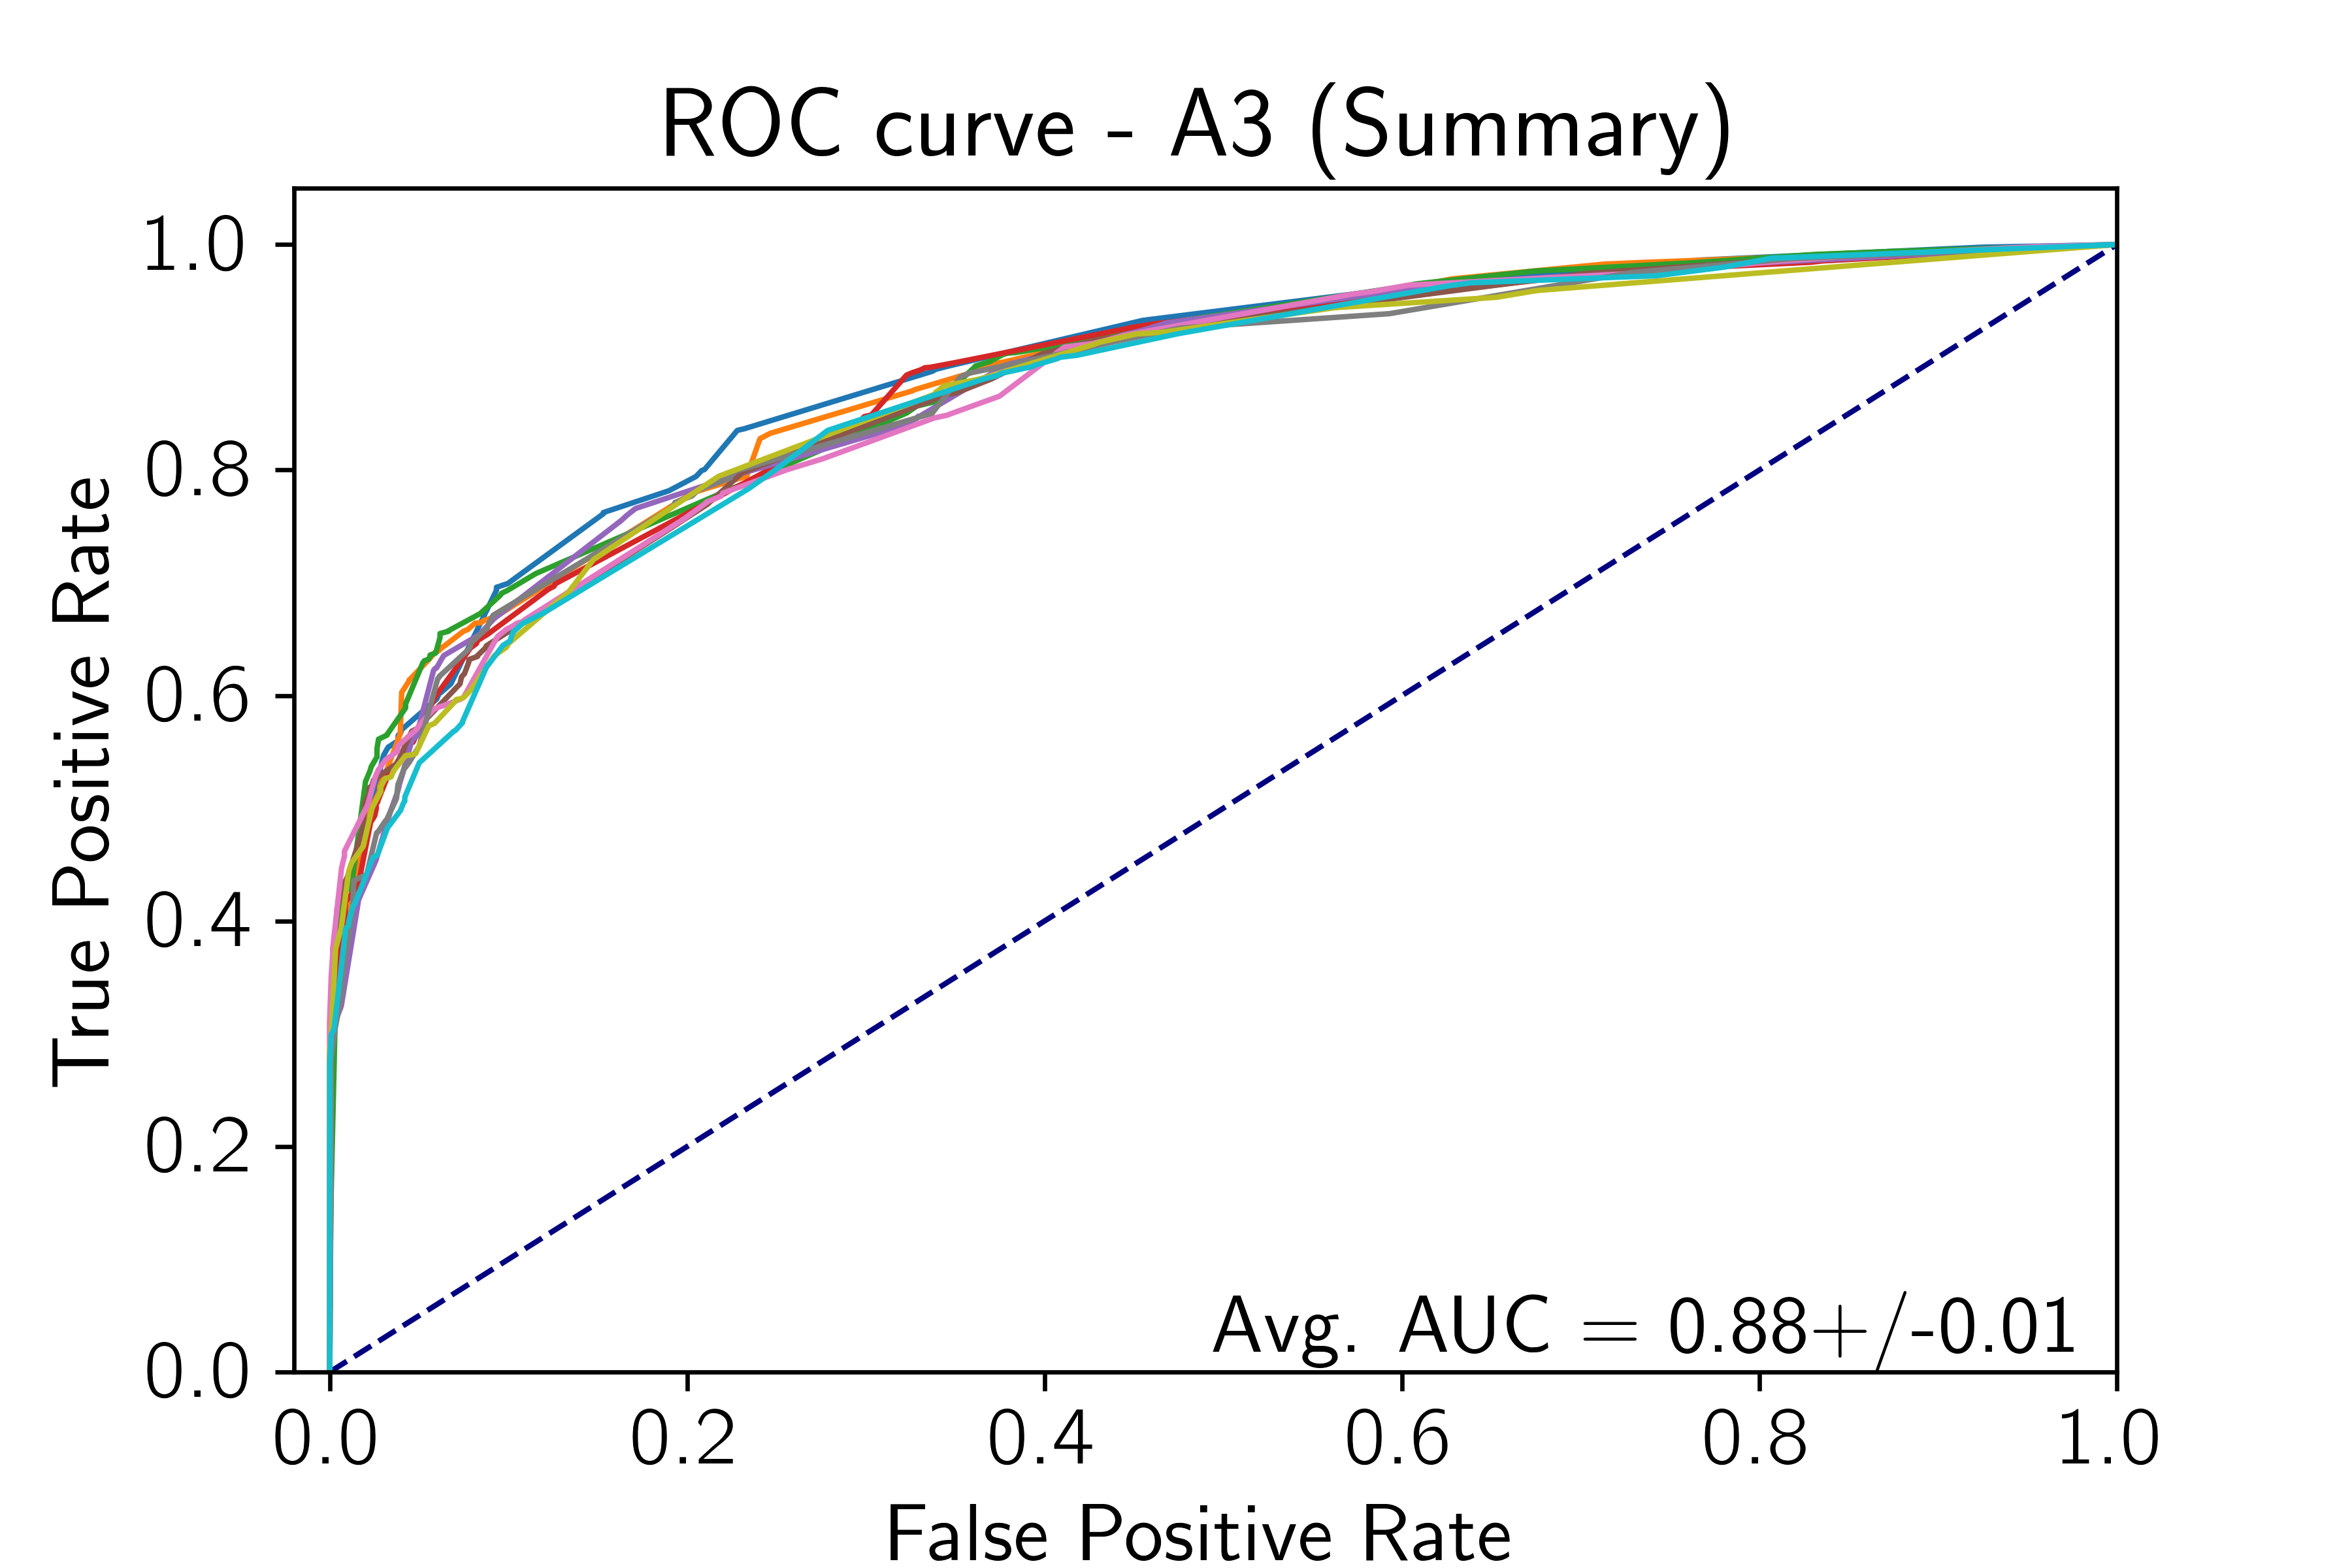 ROC curve - A3 (Summary)
1.0
0.8
0.6
0.4
0.2
0.0
True Positive Rate
Avg. AUC = 0.88+/-0.01
0.0 0.2 0.4 0.6 0.8 1.0
False Positive Rate